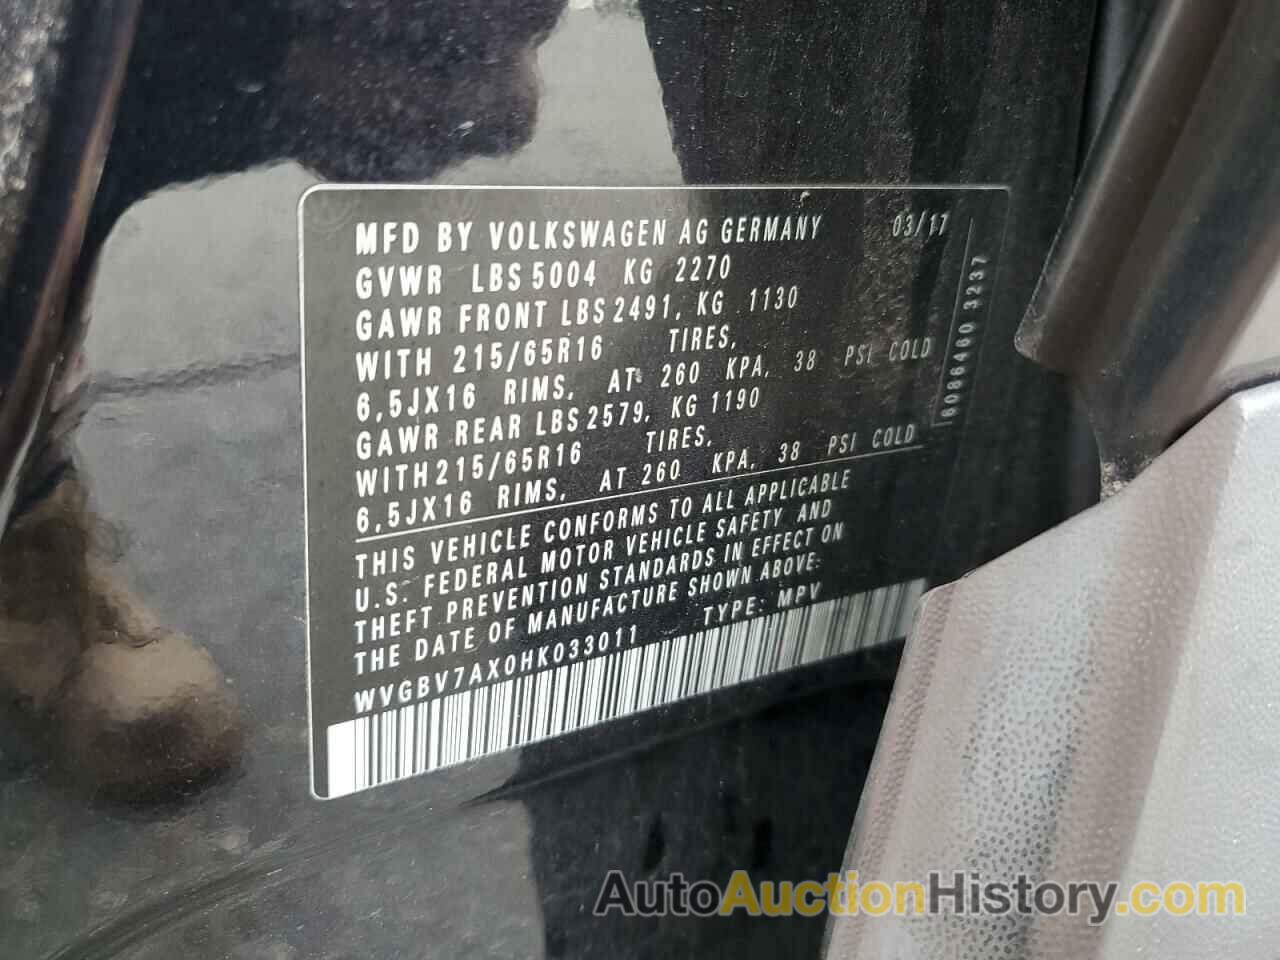 MFD BY VOLKSWAGEN AG GERMANY 03/17
GVWR LBS 5004 KG 2270
GAWR FRONT LBS 2491, KG 1130
WITH 215/65R16 TIRES,
6,5JX16 RIMS, AT 260 KPA, 38 PSI COLD
GAWR REAR LBS 2579, KG 1190
WITH 215/65R16 TIRES,
6,5JX16 RIMS, AT 260 KPA, 38 PSI COLD
THIS VEHICLE CONFORMS TO ALL APPLICABLE
U.S. FEDERAL MOTOR VEHICLE SAFETY AND
THEFT PREVENTION STANDARDS IN EFFECT ON
THE DATE OF MANUFACTURE SHOWN ABOVE:
WVGBV7AX0HK033011 TYPE: MPV
6086460 3237
AutoAuctionHistory.com